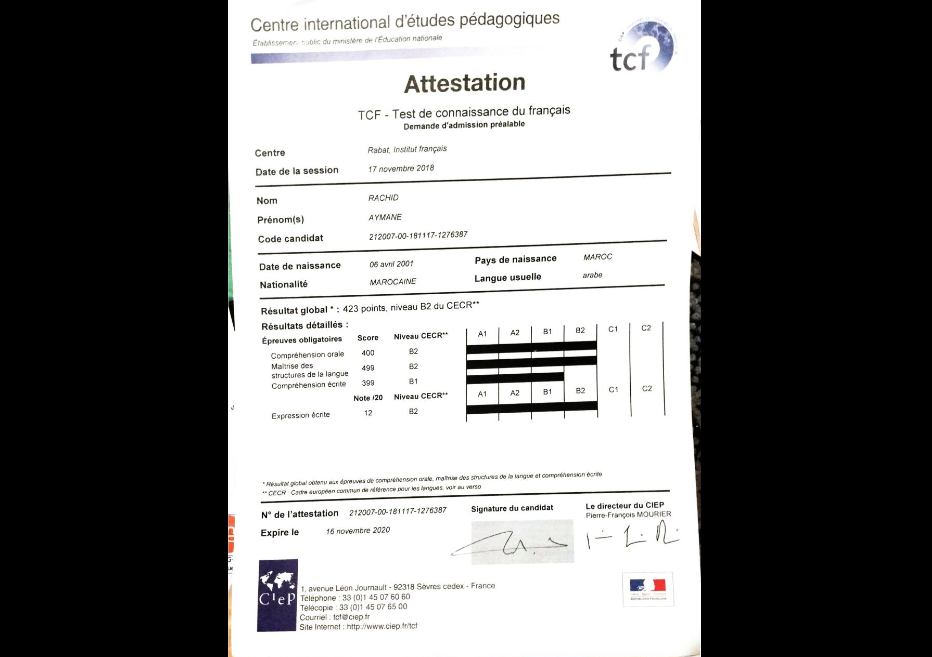 Centre international d'études pédagogiques
Établissement public du ministère de l'Éducation nationale
tcf
Attestation
TCF - Test de connaissance du français
Demande d'admission préalable
Centre Rabat, Institut français
Date de la session 17 novembre 2018
Nom RACHID
Prénom(s) AYMANE
Code candidat 212007-00-181117-1276387
Date de naissance 06 avril 2001 Pays de naissance MAROC
Nationalité MAROCAINE Langue usuelle arabe
Résultat global * : 423 points, niveau B2 du CECR**
Résultats détaillés :
Épreuves obligatoires Score Niveau CECR** A1 A2 B1 B2 C1 C2
Compréhension orale 400 B2
Maîtrise des
structures de la langue 499 B2
Compréhension écrite 399 B1
Note /20 Niveau CECR** A1 A2 B1 B2 C1 C2
Expression écrite 12 B2
* Résultat global obtenu aux épreuves de compréhension orale, maîtrise des structures de la langue et compréhension écrite
** CECR : Cadre européen commun de référence pour les langues, voir au verso
N° de l'attestation 212007-00-181117-1276387 Signature du candidat Le directeur du CIEP
Pierre-François MOURIER
Expire le 16 novembre 2020
CIEP
1, avenue Léon Journault - 92318 Sèvres cedex - France
Téléphone : 33 (0)1 45 07 60 60
Télécopie : 33 (0)1 45 07 65 00
Courriel : tcf@ciep.fr
Site Internet : http://www.ciep.fr/tcf
RÉPUBLIQUE FRANÇAISE